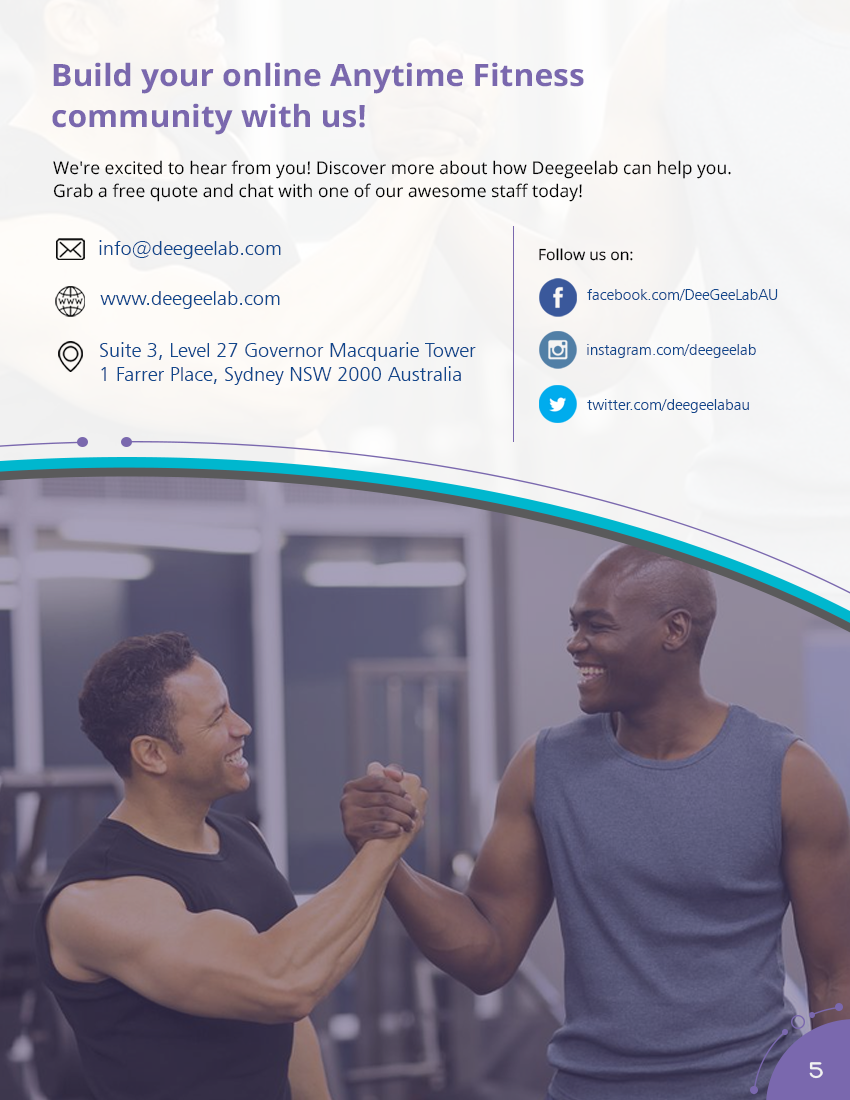 Build your online Anytime Fitness
community with us!
We're excited to hear from you! Discover more about how Deegeelab can help you.
Grab a free quote and chat with one of our awesome staff today!
info@deegeelab.com
www.deegeelab.com
Suite 3, Level 27 Governor Macquarie Tower
1 Farrer Place, Sydney NSW 2000 Australia
Follow us on:
facebook.com/DeeGeeLabAU
instagram.com/deegeelab
twitter.com/deegeelabau
5